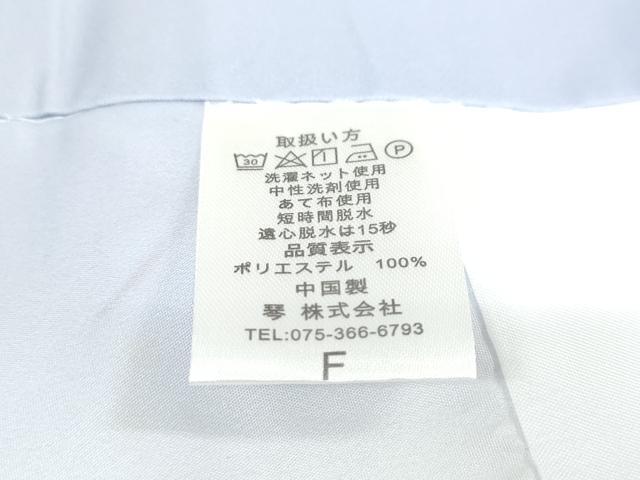 取扱い方
30 P
洗濯ネット使用
中性洗剤使用
あて布使用
短時間脱水
遠心脱水は15秒
品質表示
ポリエステル 100%
中国製
琴 株式会社
TEL:075-366-6793
F